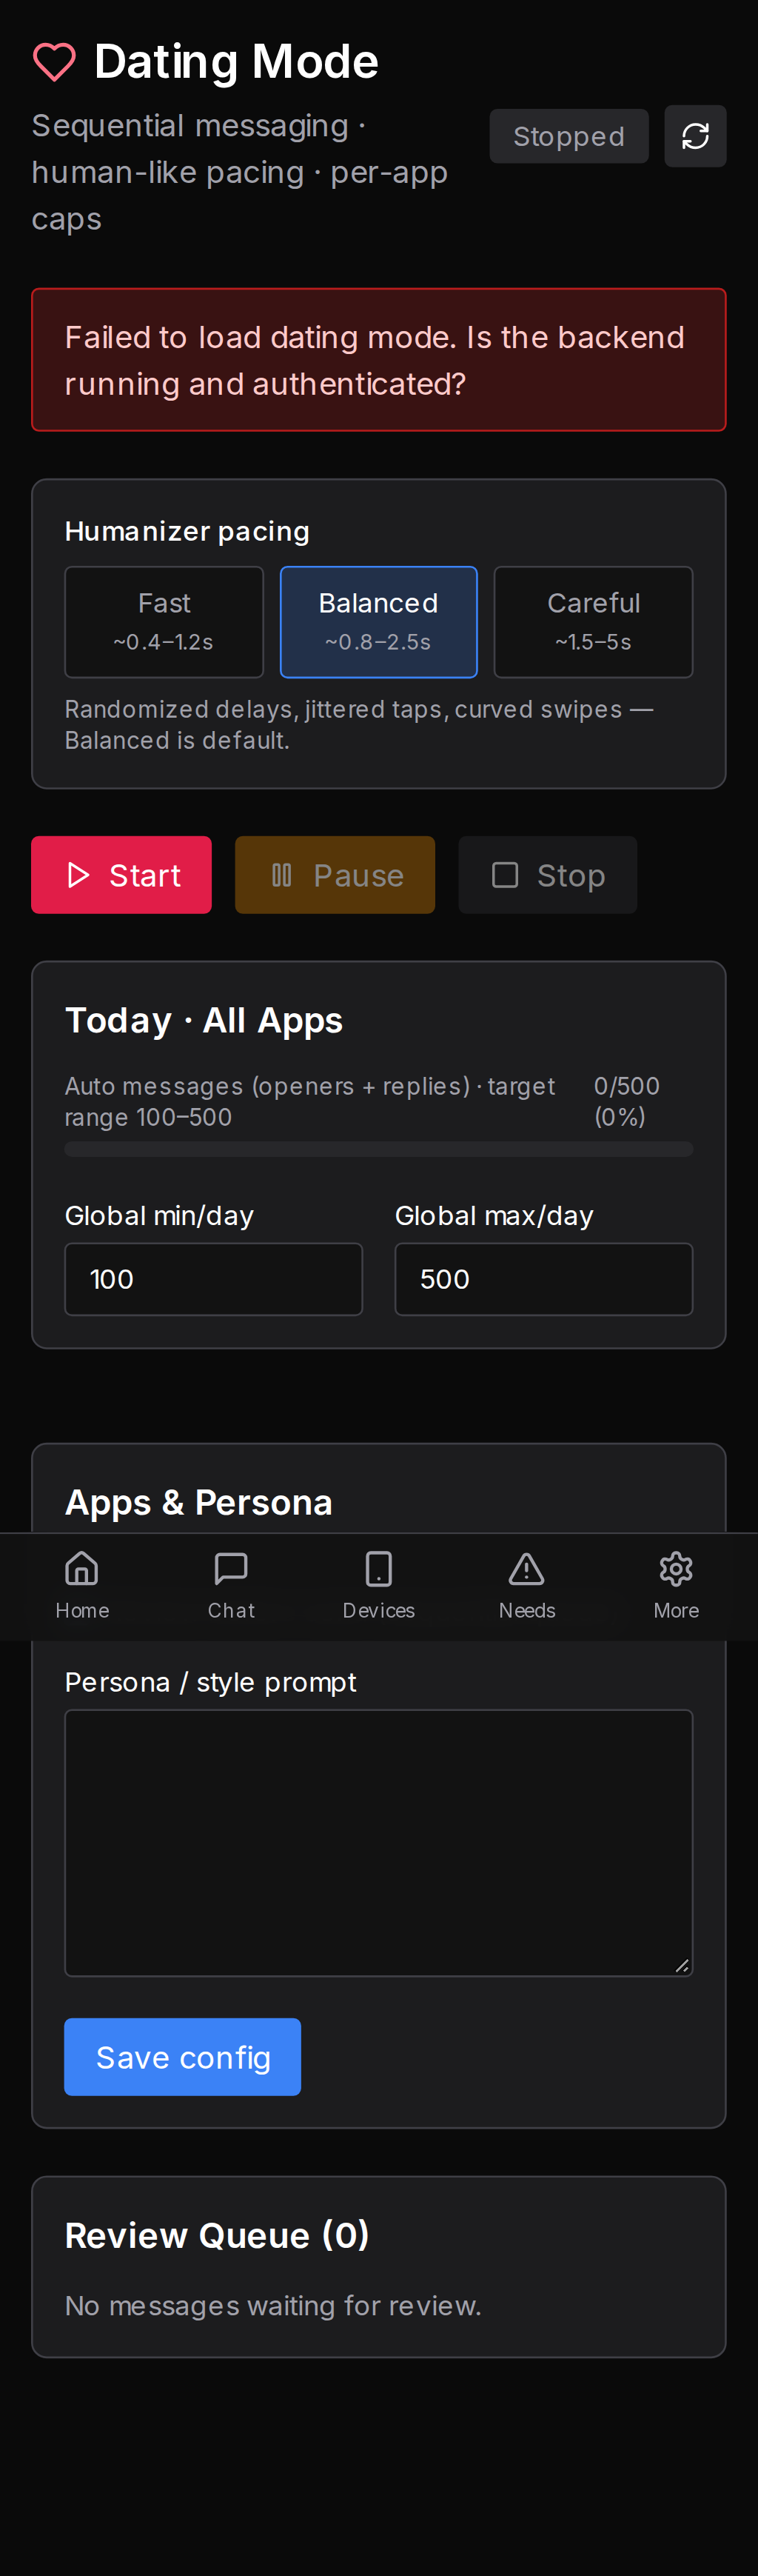 Dating Mode
Sequential messaging ·
human-like pacing · per-app
caps
Stopped
Failed to load dating mode. Is the backend
running and authenticated?
Humanizer pacing
Fast
~0.4–1.2s
Balanced
~0.8–2.5s
Careful
~1.5–5s
Randomized delays, jittered taps, curved swipes —
Balanced is default.
Start
Pause
Stop
Today · All Apps
Auto messages (openers + replies) · target
range 100–500
0/500
(0%)
Global min/day
Global max/day
100
500
Apps & Persona
Home
Chat
Devices
Needs
More
Persona / style prompt
Save config
Review Queue (0)
No messages waiting for review.